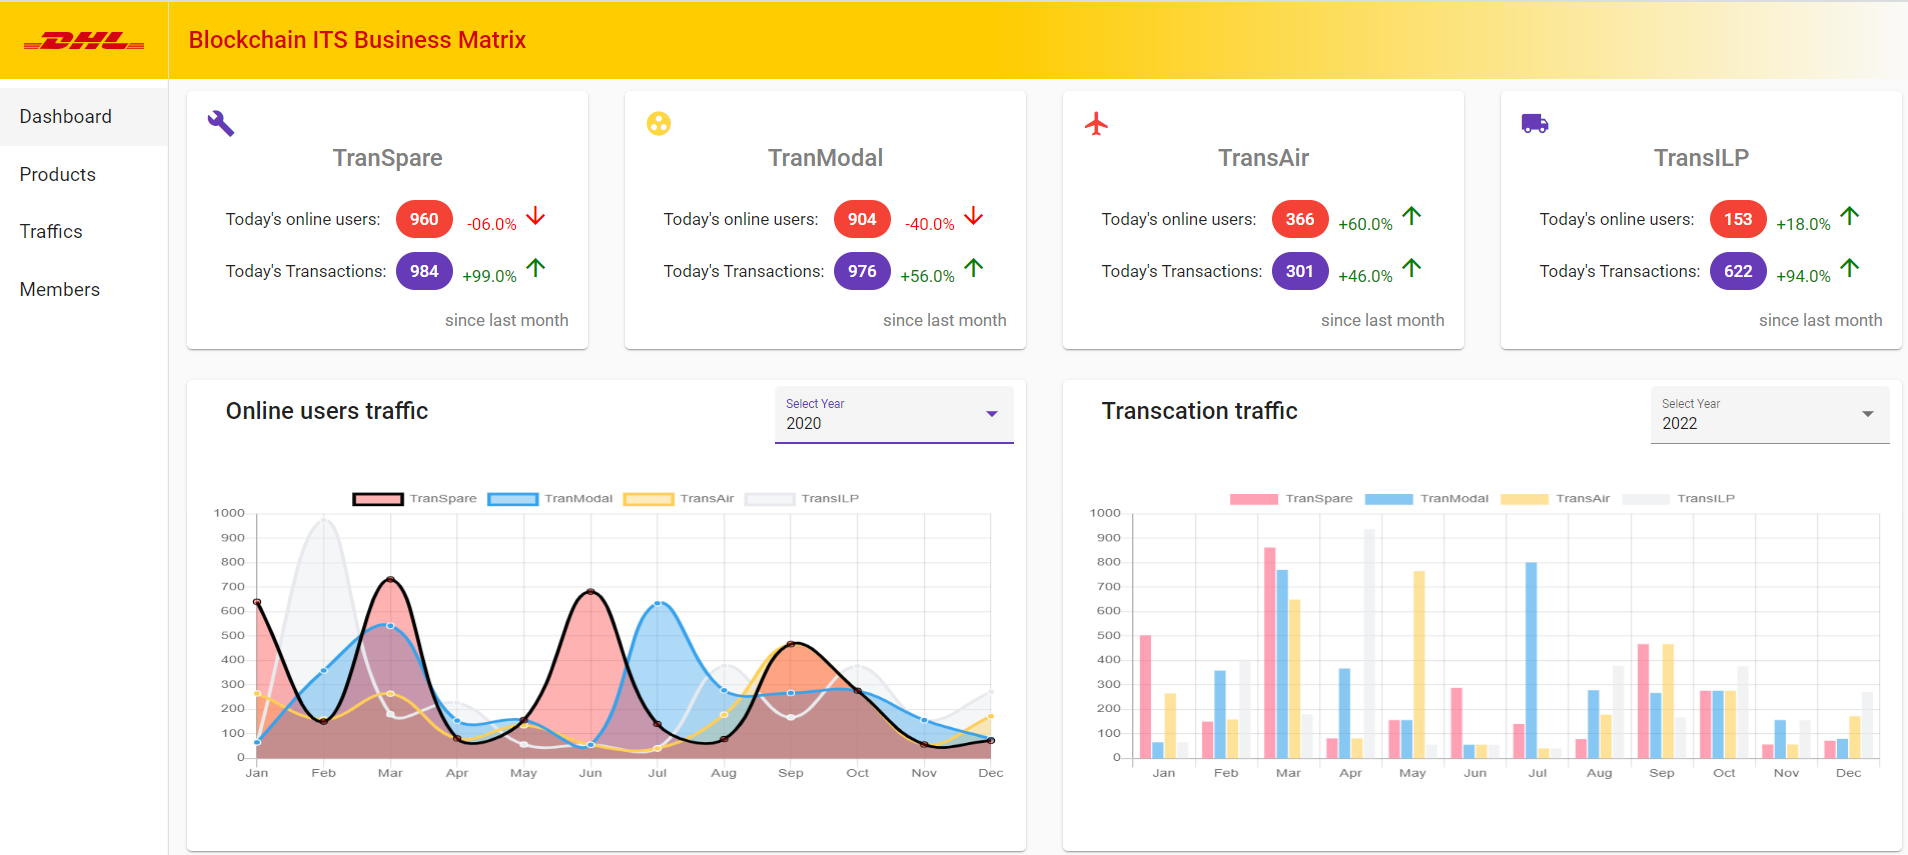 DHL
Blockchain ITS Business Matrix
Dashboard
Products
Traffics
Members
TranSpare
Today's online users: 960 -06.0%
Today's Transactions: 984 +99.0%
since last month
TranModal
Today's online users: 904 -40.0%
Today's Transactions: 976 +56.0%
since last month
TransAir
Today's online users: 366 +60.0%
Today's Transactions: 301 +46.0%
since last month
TransILP
Today's online users: 153 +18.0%
Today's Transactions: 622 +94.0%
since last month
Online users traffic
Select Year
2020
TranSpare TranModal TransAir TransILP
1000
900
800
700
600
500
400
300
200
100
0
Jan Feb Mar Apr May Jun Jul Aug Sep Oct Nov Dec
Transcation traffic
Select Year
2022
TranSpare TranModal TransAir TransILP
1000
900
800
700
600
500
400
300
200
100
0
Jan Feb Mar Apr May Jun Jul Aug Sep Oct Nov Dec